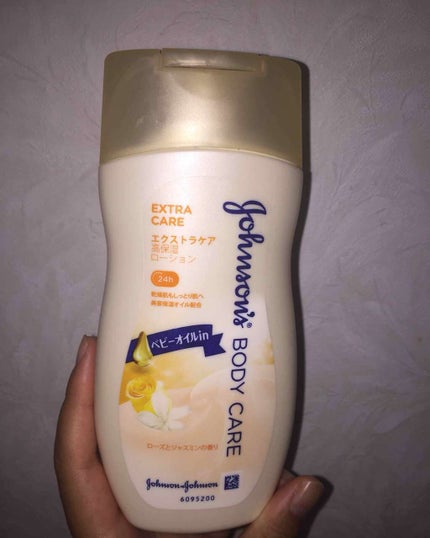 EXTRA
CARE
エクストラケア
高保湿
ローション
24h
乾燥肌もしっとり肌へ
美容保湿オイル配合
Johnson's® BODY CARE
ベビーオイルin
ローズとジャスミンの香り
Johnson&Johnson
6095200